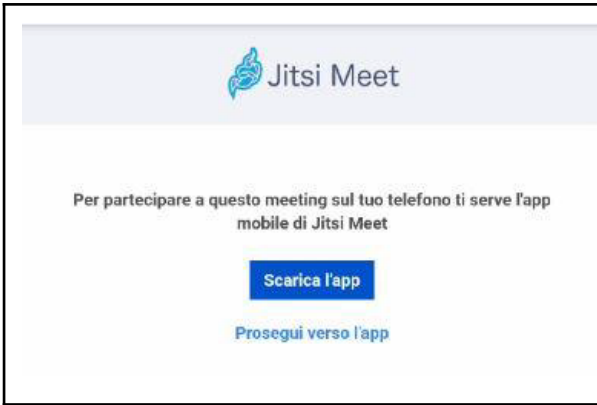 Jitsi Meet
Per partecipare a questo meeting sul tuo telefono ti serve l'app
mobile di Jitsi Meet
Scarica l'app
Prosegui verso l'app